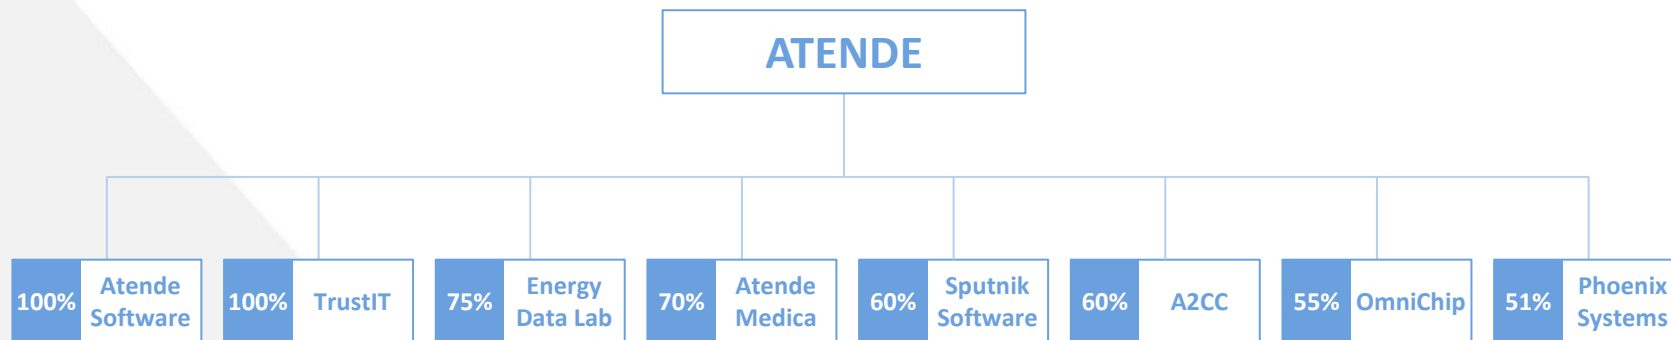 ATENDE
100%
Atende
Software
100%
TrustIT
75%
Energy
Data Lab
70%
Atende
Medica
60%
Sputnik
Software
60%
A2CC
55%
OmniChip
51%
Phoenix
Systems